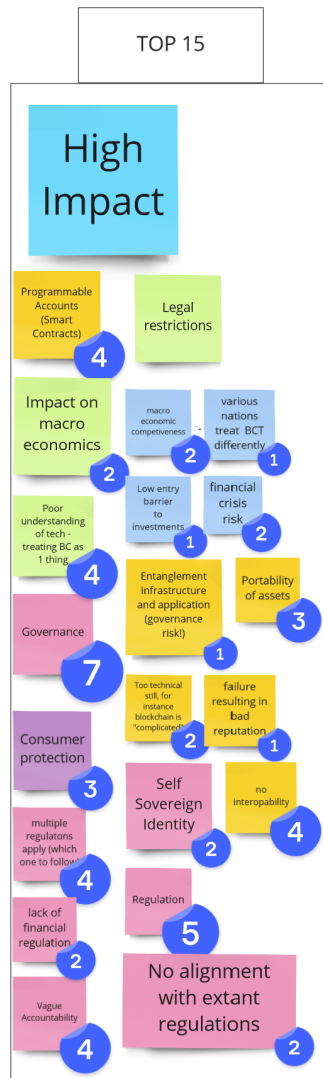 TOP 15
High
Impact
Programmable
Accounts
(Smart
Contracts)
4
Legal
restrictions
Impact on
macro
economics
2
macro
economic
competiveness
2
various
nations
treat BCT
differently
1
Poor
understanding
of tech -
treating BC as
1 thing
4
Low entry
barrier
to
investments
1
financial
crisis
risk
2
Governance
7
Entanglement
infrastructure
and application
(governance
risk!)
1
Portability
of assets
3
Too technical
still, for
instance
blockchain is
"complicated"
2
failure
resulting in
bad
reputation
1
Consumer
protection
3
Self
Sovereign
Identity
2
no
interopability
4
multiple
regulatons
apply (which
one to follow)
4
Regulation
5
lack of
financial
regulation
2
No alignment
with extant
regulations
2
Vague
Accountability
4